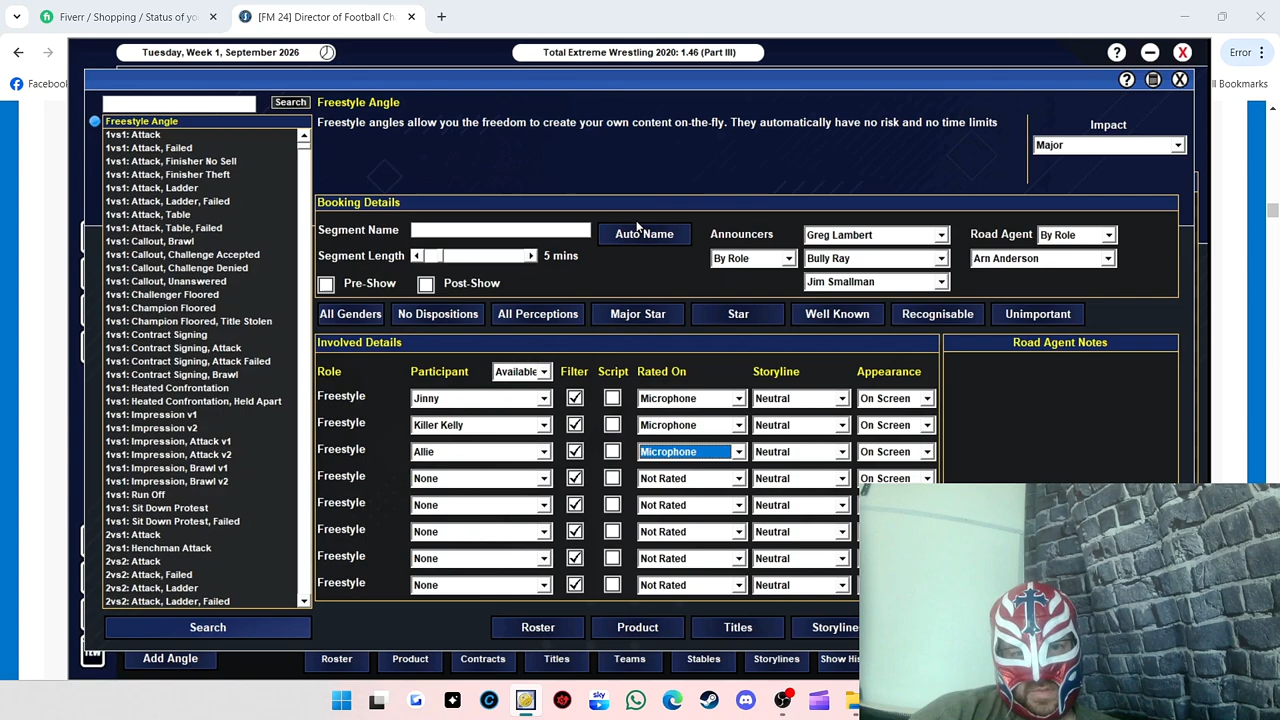 Fiverr / Shopping / Status of yo
[FM 24] Director of Football Ch
Error
Facebook
ll Bookmarks
Tuesday, Week 1, September 2026
Total Extreme Wrestling 2020: 1.46 (Part III)
Search
Freestyle Angle
Freestyle angles allow you the freedom to create your own content on-the-fly. They automatically have no risk and no time limits
Impact
Major
Freestyle Angle
1vs1: Attack
1vs1: Attack, Failed
1vs1: Attack, Finisher No Sell
1vs1: Attack, Finisher Theft
1vs1: Attack, Ladder
1vs1: Attack, Ladder, Failed
1vs1: Attack, Table
1vs1: Attack, Table, Failed
1vs1: Callout, Brawl
1vs1: Callout, Challenge Accepted
1vs1: Callout, Challenge Denied
1vs1: Callout, Unanswered
1vs1: Challenger Floored
1vs1: Champion Floored
1vs1: Champion Floored, Title Stolen
1vs1: Contract Signing
1vs1: Contract Signing, Attack
1vs1: Contract Signing, Attack Failed
1vs1: Contract Signing, Brawl
1vs1: Heated Confrontation
1vs1: Heated Confrontation, Held Apart
1vs1: Impression v1
1vs1: Impression v2
1vs1: Impression, Attack v1
1vs1: Impression, Attack v2
1vs1: Impression, Brawl v1
1vs1: Impression, Brawl v2
1vs1: Run Off
1vs1: Sit Down Protest
1vs1: Sit Down Protest, Failed
2vs1: Attack
2vs1: Henchman Attack
2vs2: Attack
2vs2: Attack, Failed
2vs2: Attack, Ladder
2vs2: Attack, Ladder, Failed
Search
Booking Details
Segment Name
Auto Name
Announcers
Greg Lambert
Road Agent
By Role
Segment Length
5 mins
By Role
Bully Ray
Arn Anderson
Pre-Show
Post-Show
Jim Smallman
All Genders
No Dispositions
All Perceptions
Major Star
Star
Well Known
Recognisable
Unimportant
Involved Details
Road Agent Notes
Role
Participant
Available
Filter
Script
Rated On
Storyline
Appearance
Freestyle
Jinny
Microphone
Neutral
On Screen
Freestyle
Killer Kelly
Microphone
Neutral
On Screen
Freestyle
Allie
Microphone
Neutral
On Screen
Freestyle
None
Not Rated
Neutral
On Screen
Freestyle
None
Not Rated
Neutral
Freestyle
None
Not Rated
Neutral
Freestyle
None
Not Rated
Neutral
Freestyle
None
Not Rated
Neutral
Roster
Product
Titles
Storyline
Add Angle
Roster
Product
Contracts
Titles
Teams
Stables
Storylines
Show Hi
sky